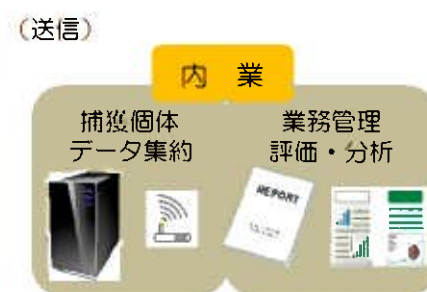 （送信）
内　業
捕獲個体
データ集約
業務管理
評価・分析
REPORT